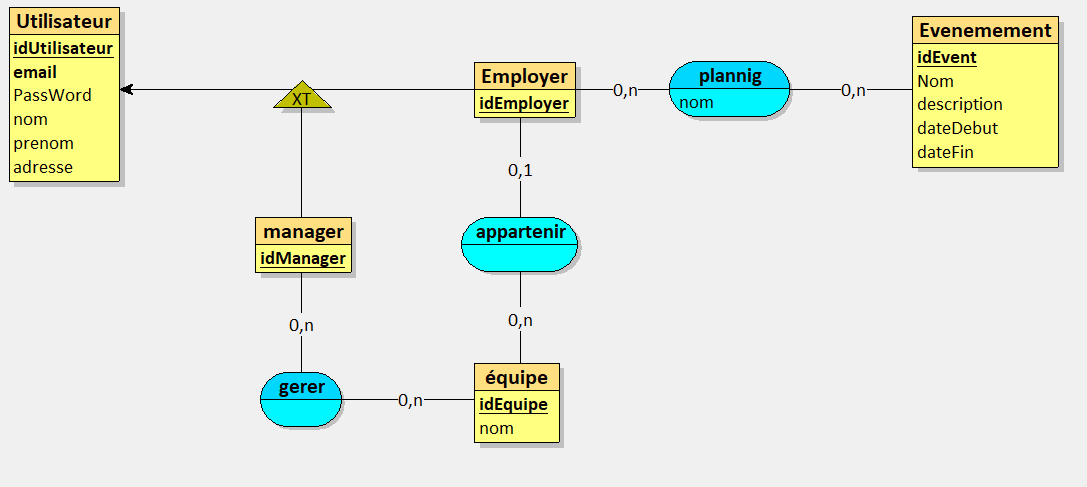 Utilisateur
idUtilisateur
email
PassWord
nom
prenom
adresse
XT
Employer
idEmployer
0,n
plannig
nom
0,n
Evenemement
idEvent
Nom
description
dateDebut
dateFin
0,1
manager
idManager
appartenir
0,n
0,n
gerer
0,n
équipe
idEquipe
nom